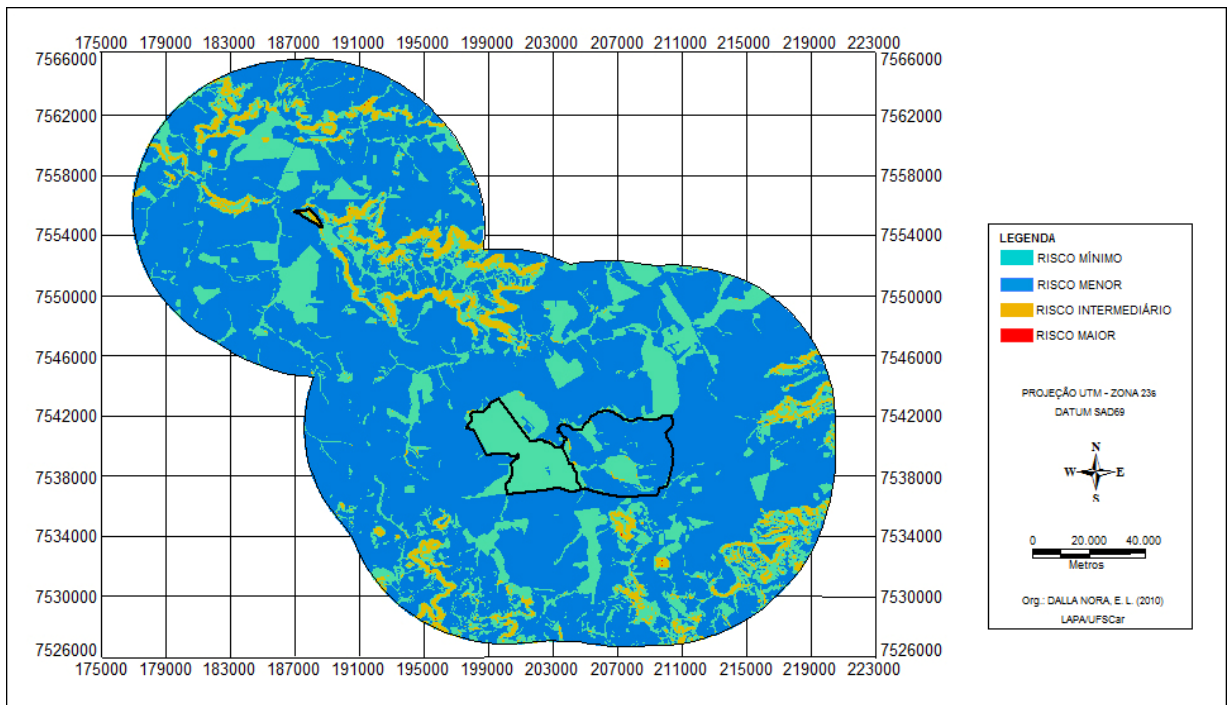 175000 179000 183000 187000 191000 195000 199000 203000 207000 211000 215000 219000 223000
7566000 7566000
7562000 7562000
7558000 7558000
7554000 7554000
7550000 7550000
7546000 7546000
7542000 7542000
7538000 7538000
7534000 7534000
7530000 7530000
7526000 7526000
175000 179000 183000 187000 191000 195000 199000 203000 207000 211000 215000 219000 223000
LEGENDA
RISCO MÍNIMO
RISCO MENOR
RISCO INTERMEDIÁRIO
RISCO MAIOR
PROJEÇÃO UTM - ZONA 23s
DATUM SAD69
N
W E
S
0 20.000 40.000
Metros
Org.: DALLA NORA, E. L. (2010)
LAPA/UFSCar